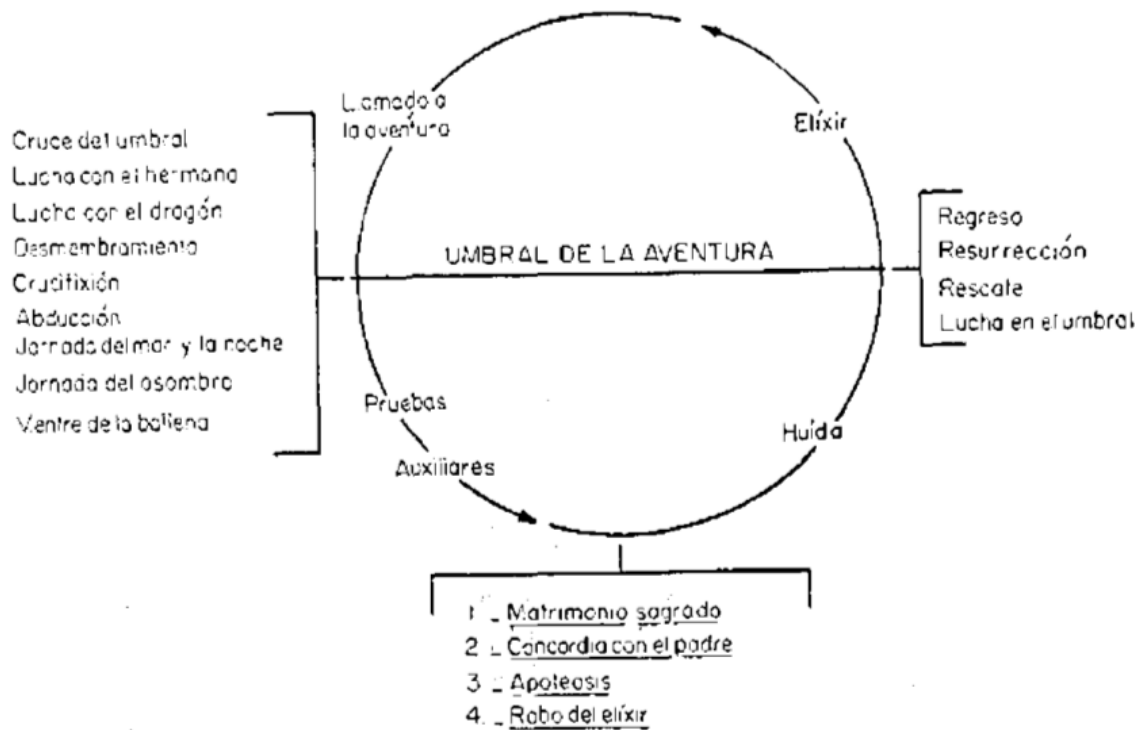 Llamado a
la aventura
Elíxir
Cruce del umbral
Lucha con el hermano
Lucha con el dragón
Desmembramiento
Crucifixión
Abducción
Jornada del mar y la noche
Jornada del asombro
Vientre de la ballena
UMBRAL DE LA AVENTURA
Regreso
Resurrección
Rescate
Lucha en el umbral
Pruebas
Auxiliares
Huída
1 - Matrimonio sagrado
2 - Concordia con el padre
3 - Apoteosis
4 - Robo del elíxir